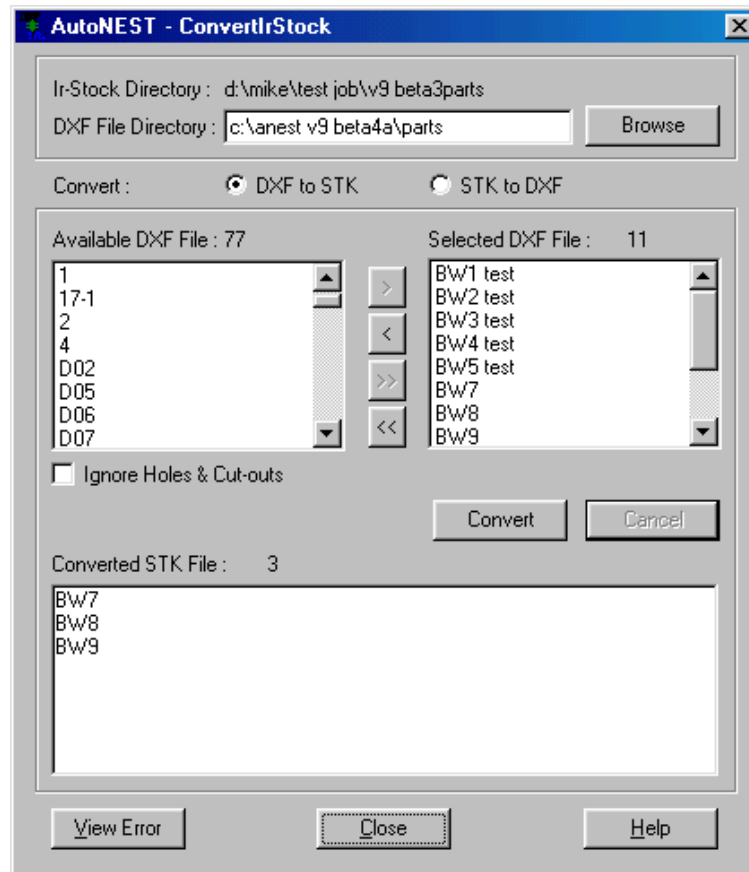 AutoNEST - ConvertIrStock
Ir-Stock Directory : d:\mike\test job\v9 beta3parts
DXF File Directory : c:\anest v9 beta4a\parts Browse
Convert : DXF to STK STK to DXF
Available DXF File : 77 Selected DXF File : 11
1
17-1
2
4
D02
D05
D06
D07
>
<
>>
<<
BW1 test
BW2 test
BW3 test
BW4 test
BW5 test
BW7
BW8
BW9
Ignore Holes & Cut-outs
Convert Cancel
Converted STK File : 3
BW7
BW8
BW9
View Error Close Help